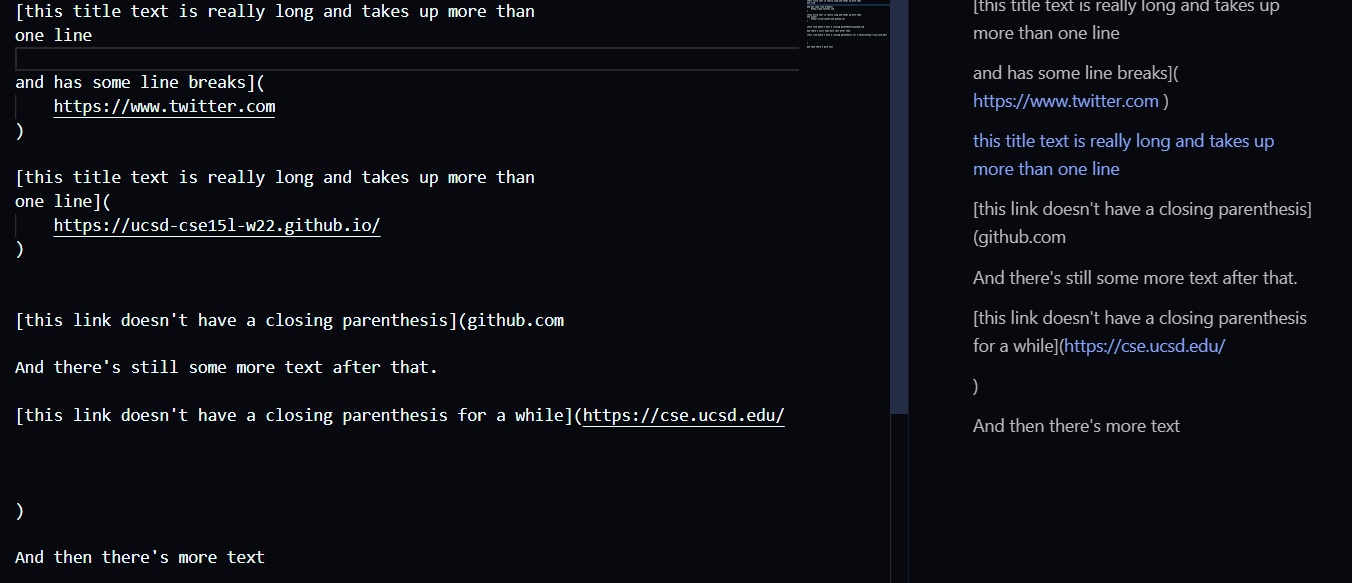 [this title text is really long and takes up more than
one line
and has some line breaks](
https://www.twitter.com
)
[this title text is really long and takes up more than
one line](
https://ucsd-cse15l-w22.github.io/
)
[this link doesn't have a closing parenthesis](github.com
And there's still some more text after that.
[this link doesn't have a closing parenthesis for a while](https://cse.ucsd.edu/
)
And then there's more text
[this title text is really long and takes up
more than one line
and has some line breaks](
https://www.twitter.com )
this title text is really long and takes up
more than one line
[this link doesn't have a closing parenthesis]
(github.com
And there's still some more text after that.
[this link doesn't have a closing parenthesis
for a while](https://cse.ucsd.edu/
)
And then there's more text